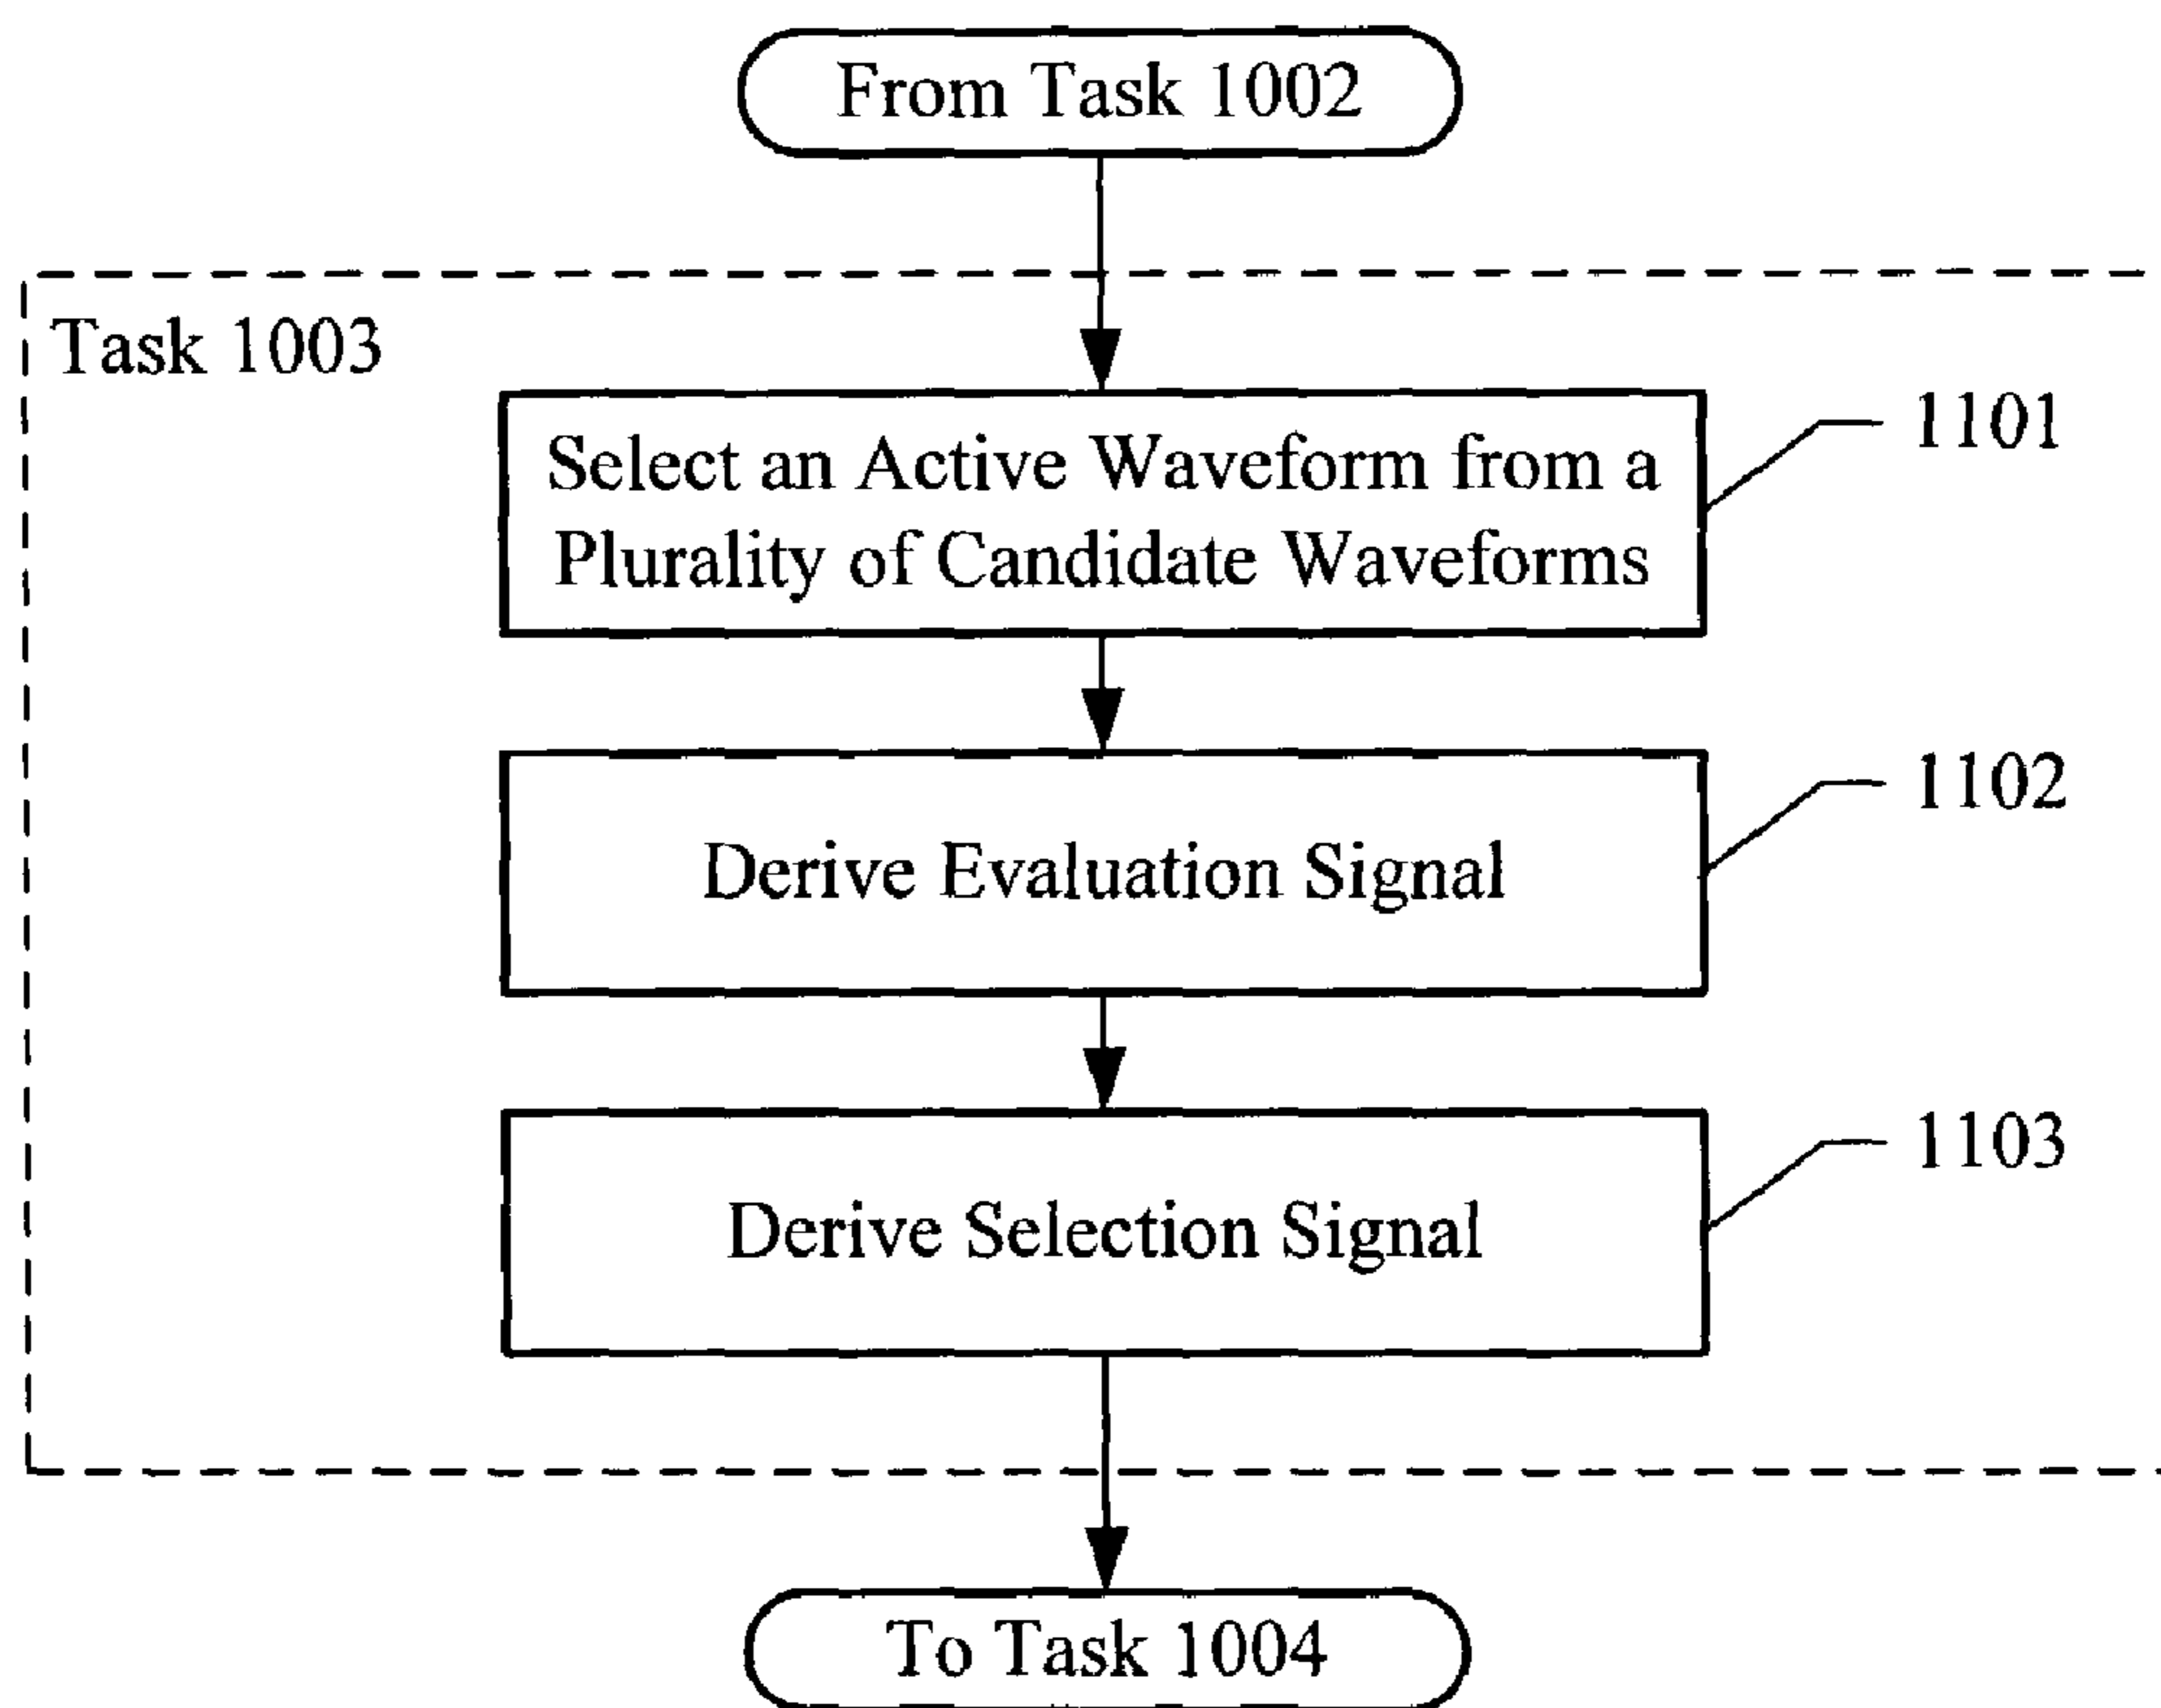 From Task 1002
Task 1003
Select an Active Waveform from a
Plurality of Candidate Waveforms
1101
Derive Evaluation Signal
1102
Derive Selection Signal
1103
To Task 1004